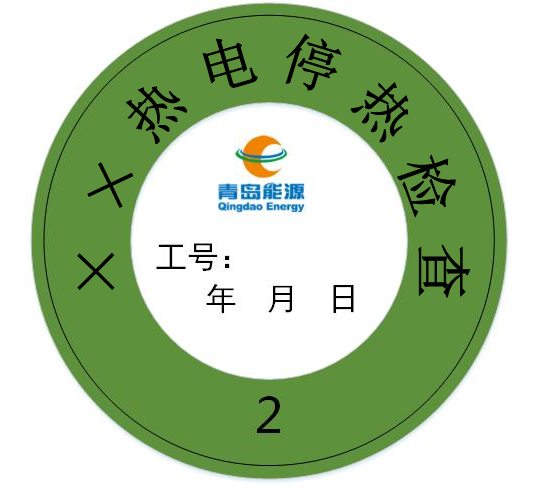 ××热电停热检查
青岛能源
Qingdao Energy
工号：
年 月 日
2